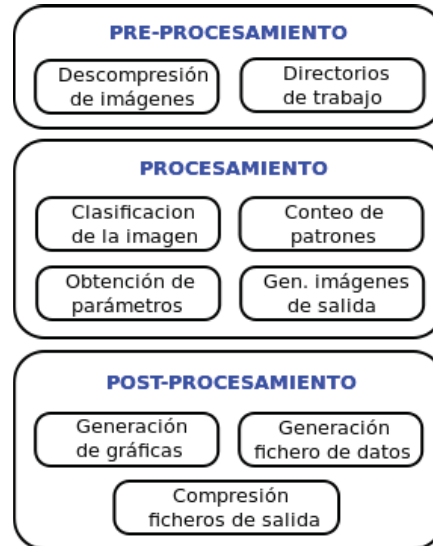 PRE-PROCESAMIENTO
Descompresión
de imágenes
Directorios
de trabajo
PROCESAMIENTO
Clasificacion
de la imagen
Conteo de
patrones
Obtención de
parámetros
Gen. imágenes
de salida
POST-PROCESAMIENTO
Generación
de gráficas
Generación
fichero de datos
Compresión
ficheros de salida